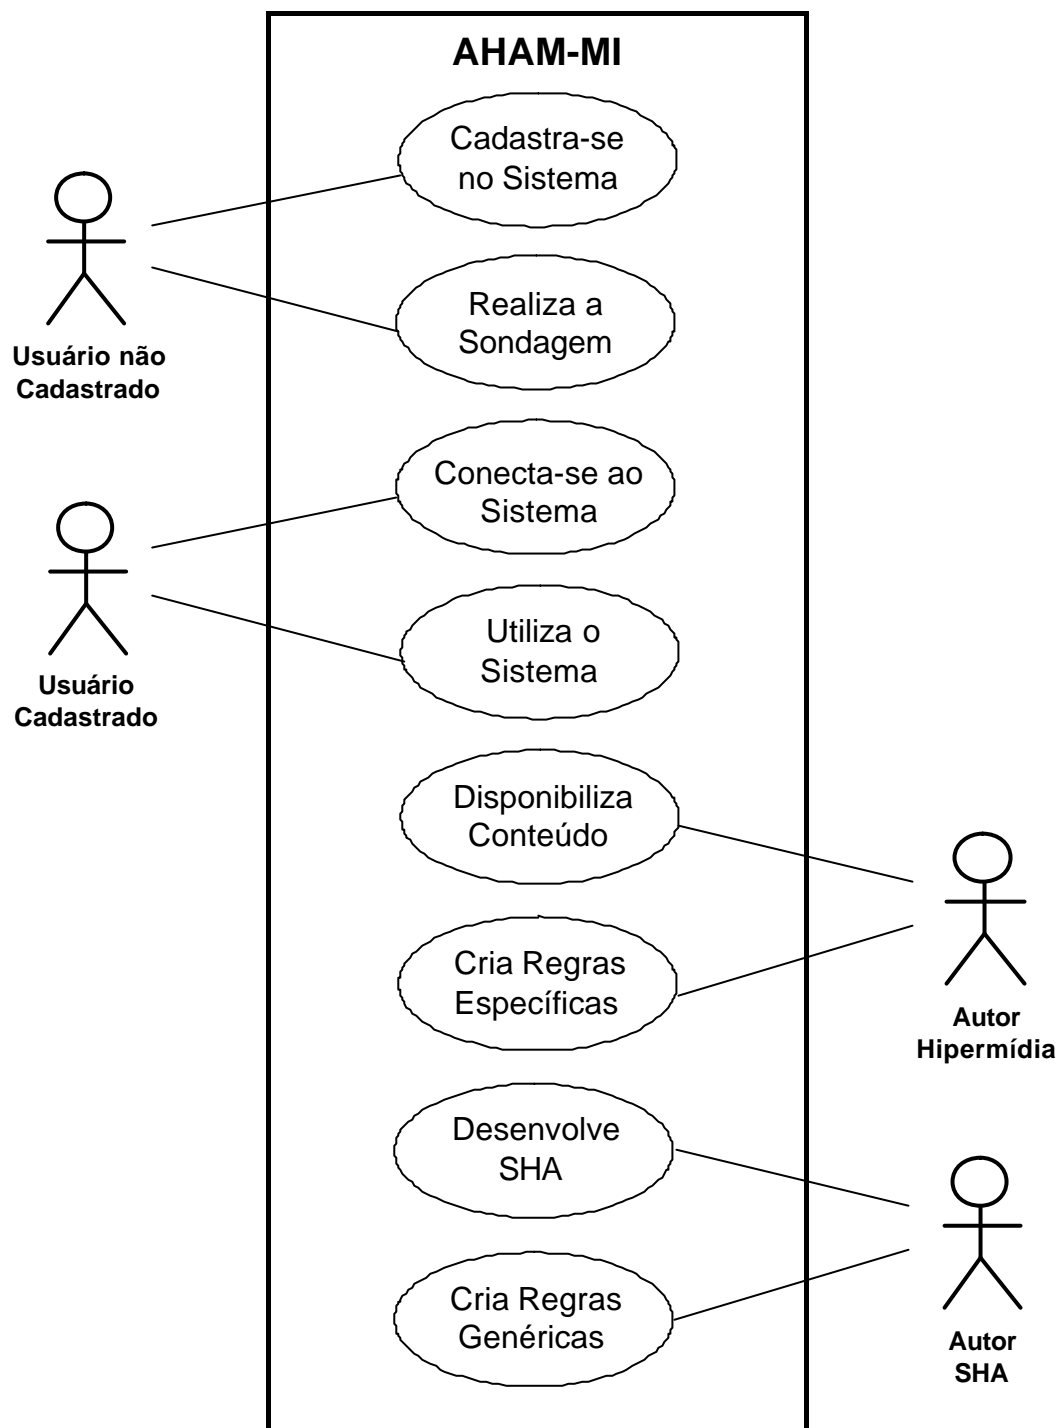 AHAM-MI
Cadastra-se
no Sistema
Realiza a
Sondagem
Usuário não
Cadastrado
Conecta-se ao
Sistema
Utiliza o
Sistema
Usuário
Cadastrado
Disponibiliza
Conteúdo
Cria Regras
Específicas
Autor
Hipermídia
Desenvolve
SHA
Cria Regras
Genéricas
Autor
SHA